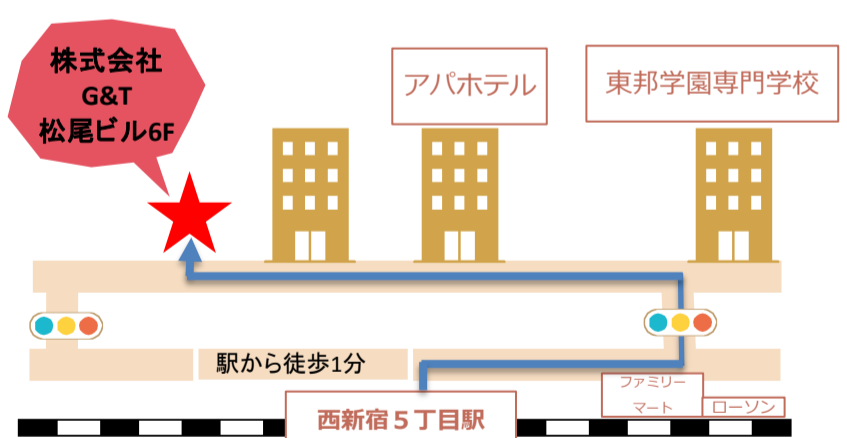 株式会社
G&T
松尾ビル6F
アパホテル
東邦学園専門学校
駅から徒歩1分
西新宿５丁目駅
ファミリー
マート
ローソン